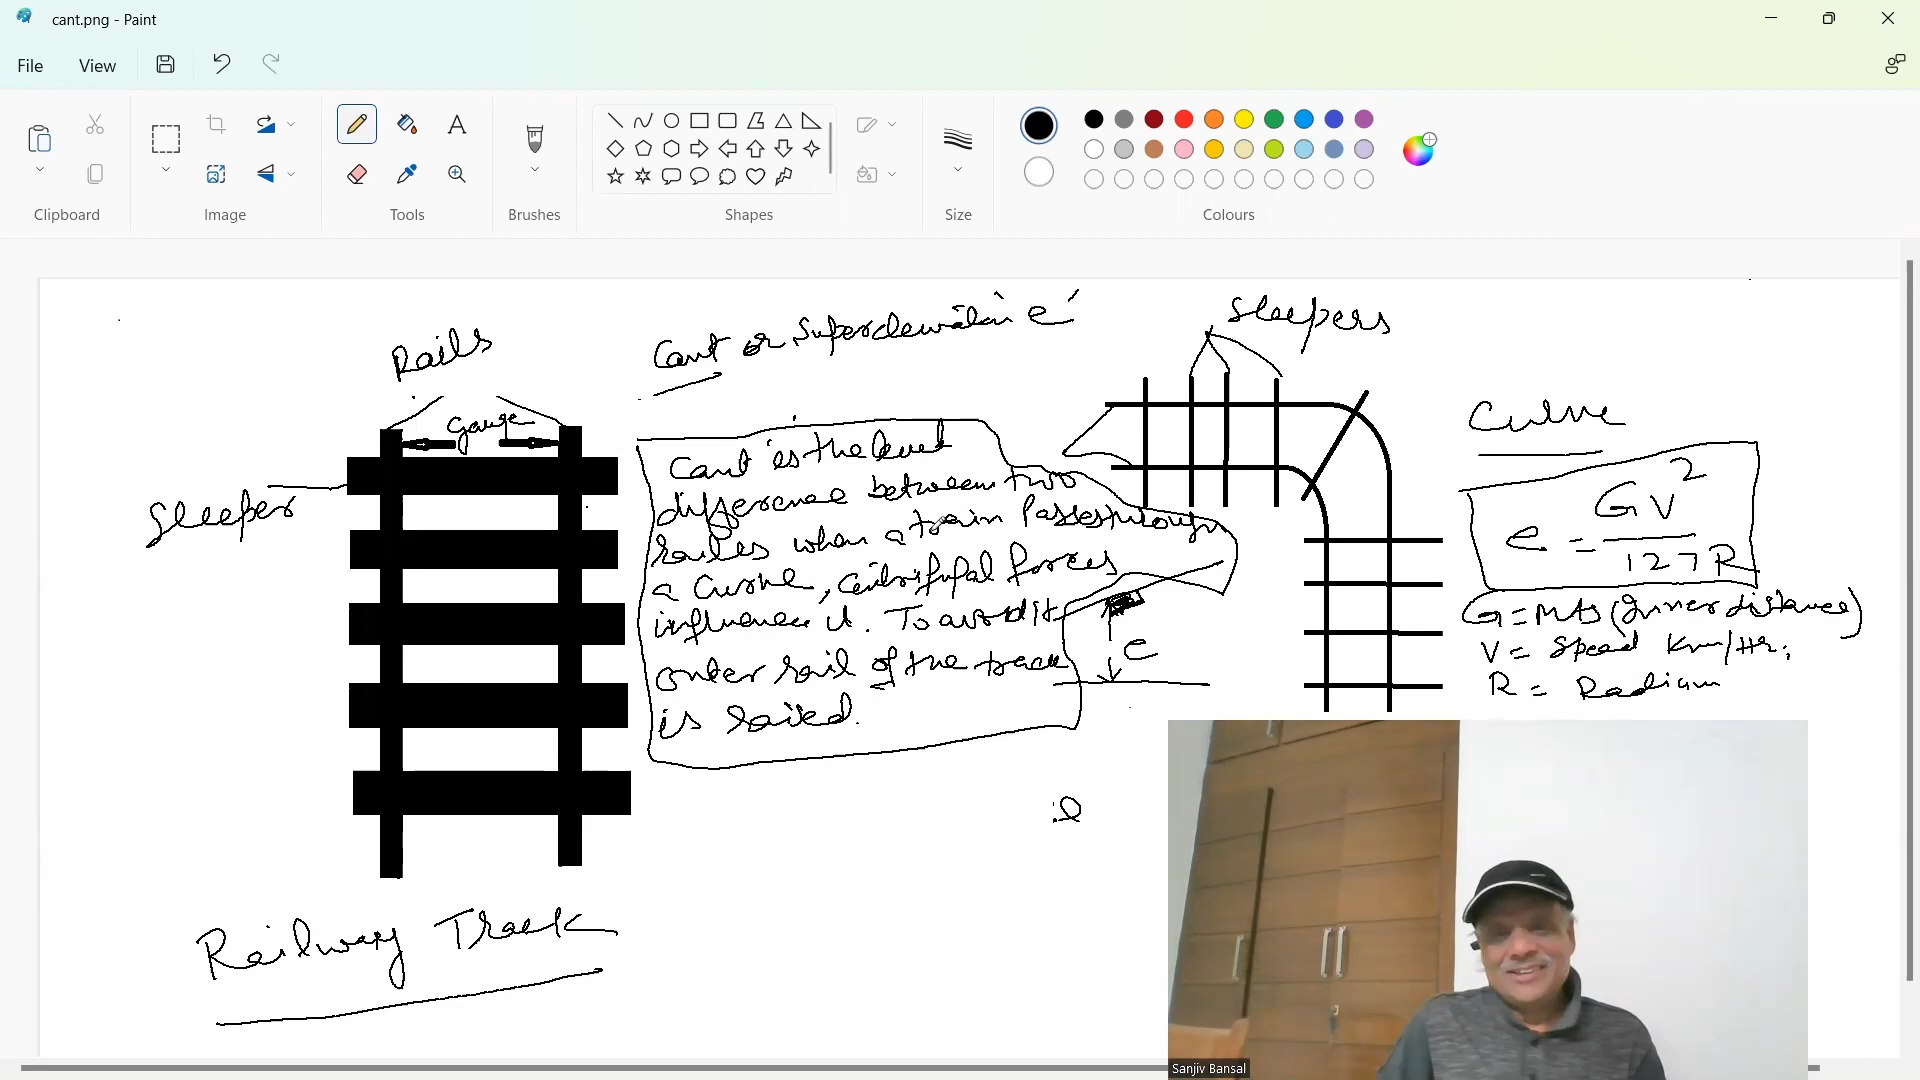 cant.png - Paint
File View
Clipboard Image Tools Brushes Shapes Size Colours
Rails
Gauge
Sleeper
Railway Track
Cant or Superelevation 'e'
Cant is the level
difference between two
railes when a train Passes through
a Curve, Centrifugal forces
influence it. To avoid it
outer rail of the track
is raised.
e
Sleepers
Curve
e = GV²
127R
G = Mts (Inner distance)
V = Speed Km/Hr.
R = Radius
Sanjiv Bansal